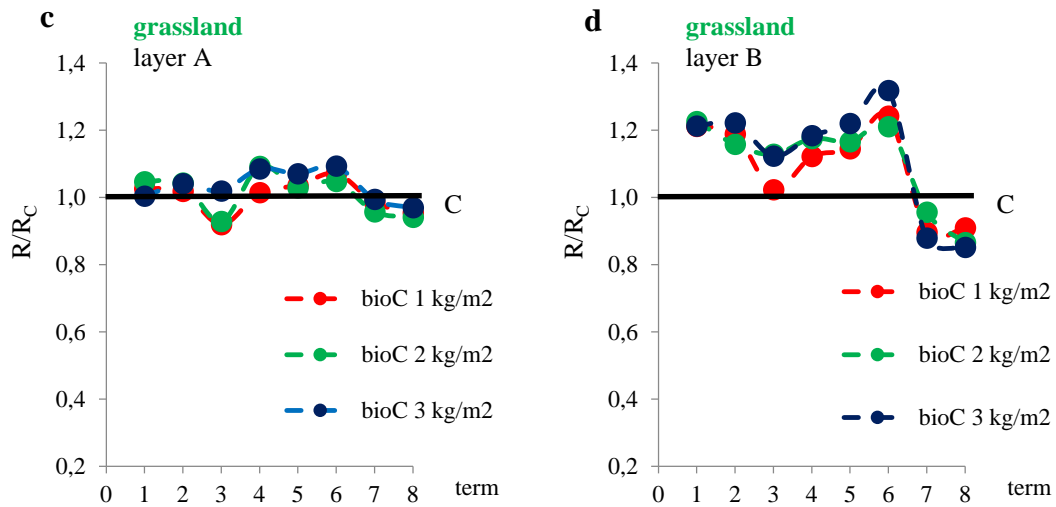 c
grassland
layer A
1,4
1,2
1,0
0,8
0,6
0,4
0,2
R/R_C
C
bioC 1 kg/m2
bioC 2 kg/m2
bioC 3 kg/m2
0 1 2 3 4 5 6 7 8
term
d
grassland
layer B
1,4
1,2
1,0
0,8
0,6
0,4
0,2
R/R_C
C
bioC 1 kg/m2
bioC 2 kg/m2
bioC 3 kg/m2
0 1 2 3 4 5 6 7 8
term